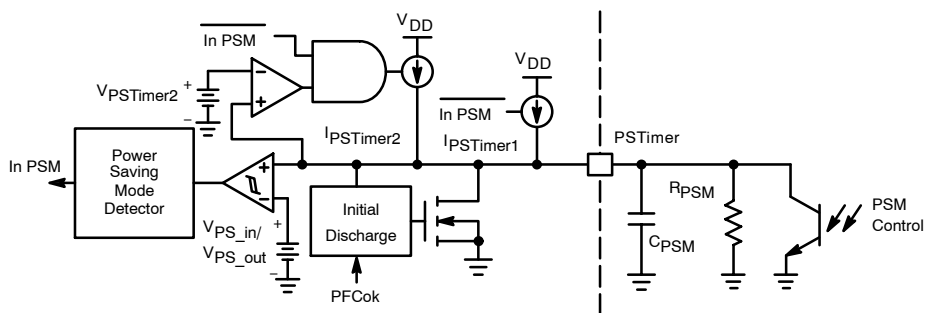 In PSM
VDD
VDD
VPSTimer2
+
−
−
+
In PSM
IPSTimer2
IPSTimer1
PSTimer
In PSM
Power
Saving
Mode
Detector
+
−
VPS_in/
VPS_out
+
−
Initial
Discharge
PFCok
CPSM
RPSM
PSM
Control